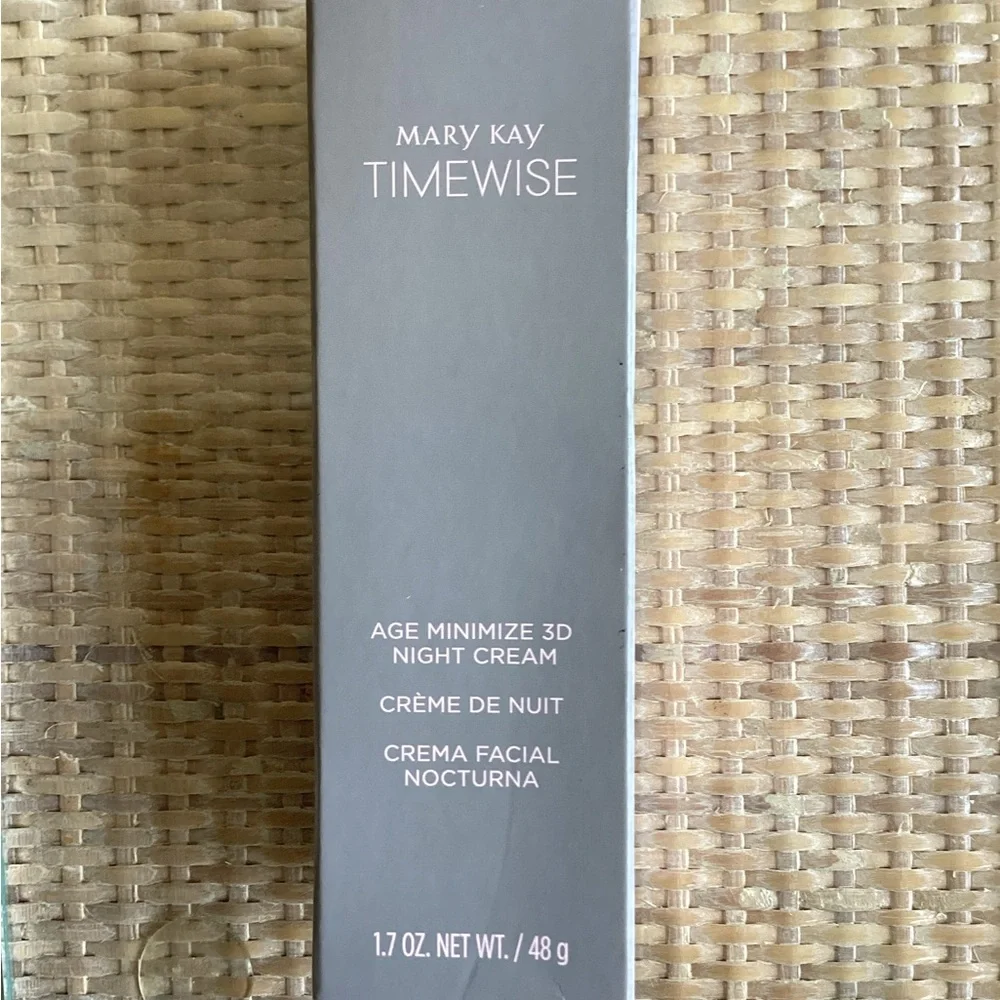 MARY KAY
TIMEWISE
AGE MINIMIZE 3D
NIGHT CREAM
CRÈME DE NUIT
CREMA FACIAL
NOCTURNA
1.7 OZ. NET WT. / 48 g